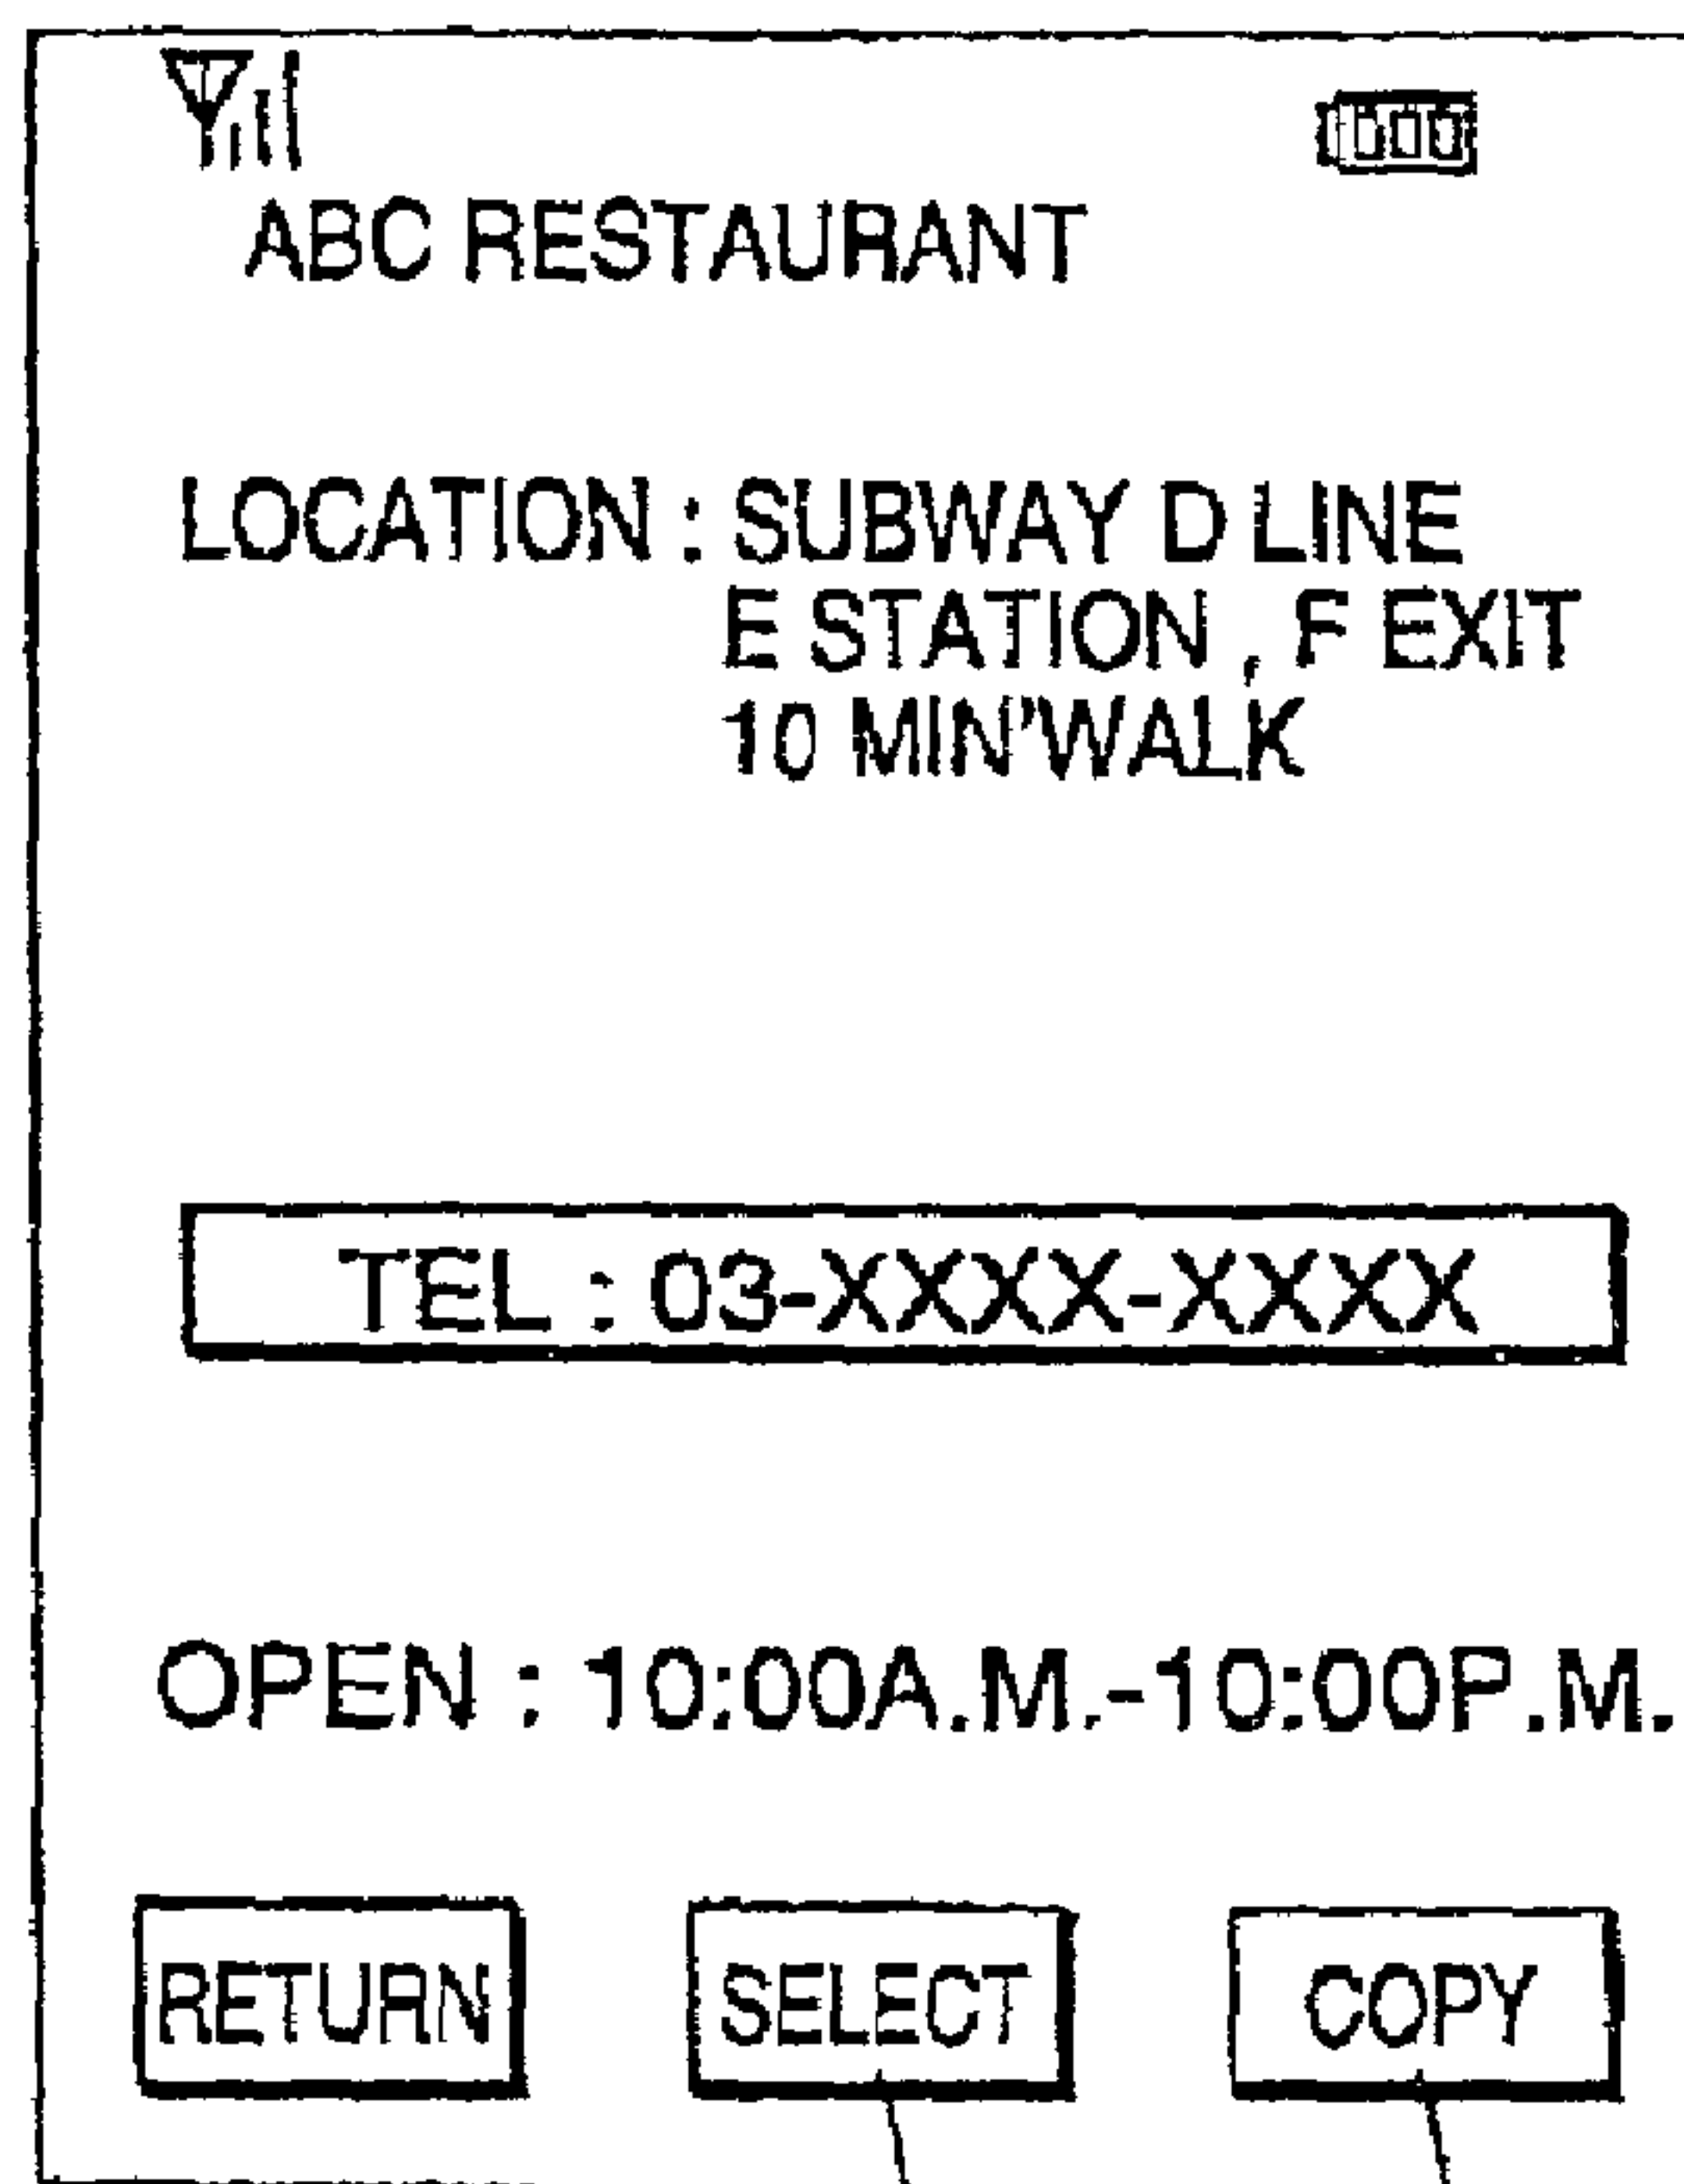 ABC RESTAURANT
LOCATION : SUBWAY D LINE
E STATION , F EXIT
10 MIN'WALK
TEL : 03-XXXX-XXXX
OPEN : 10:00A.M.-10:00P.M.
RETURN SELECT COPY